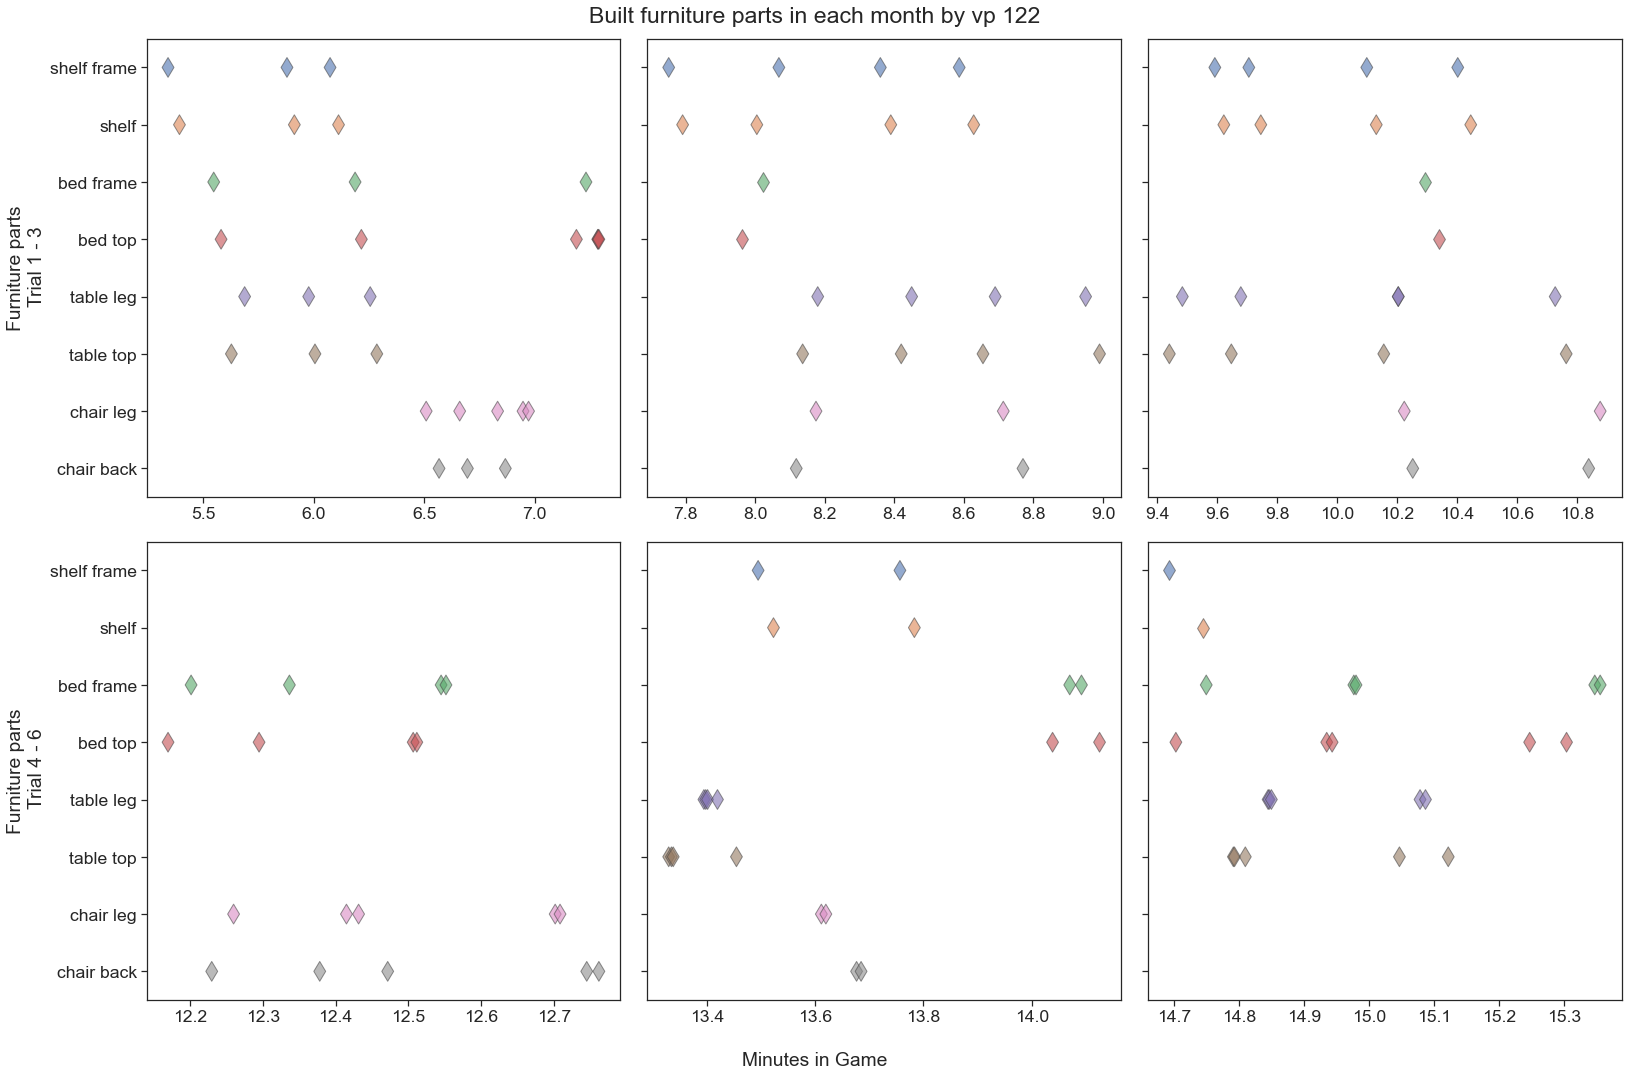 Built furniture parts in each month by vp 122
Furniture parts
Trial 1 - 3
shelf frame
shelf
bed frame
bed top
table leg
table top
chair leg
chair back
5.5 6.0 6.5 7.0
7.8 8.0 8.2 8.4 8.6 8.8 9.0
9.4 9.6 9.8 10.0 10.2 10.4 10.6 10.8
Furniture parts
Trial 4 - 6
shelf frame
shelf
bed frame
bed top
table leg
table top
chair leg
chair back
12.2 12.3 12.4 12.5 12.6 12.7
13.4 13.6 13.8 14.0
14.7 14.8 14.9 15.0 15.1 15.2 15.3
Minutes in Game